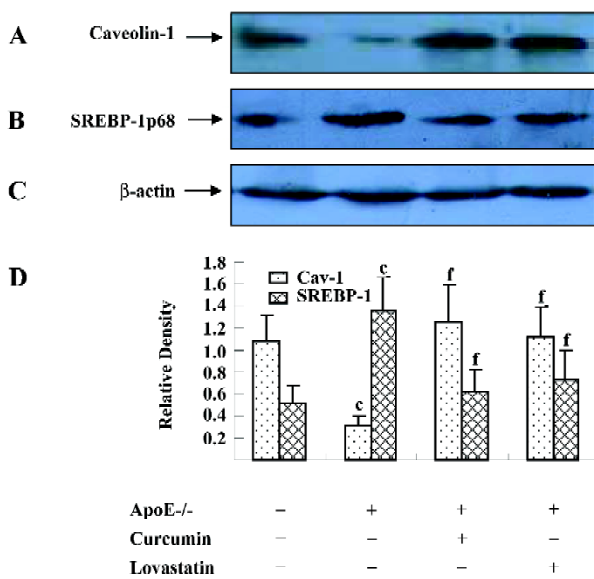 A Caveolin-1
B SREBP-1p68
C β-actin
D
1.8
1.6
1.4
1.2
1.0
0.8
0.6
0.4
0.2
Relative Density
Cav-1
SREBP-1
c
c
f
f
f
f
ApoE-/- – + + +
Curcumin – – + –
Lovastatin – – – +